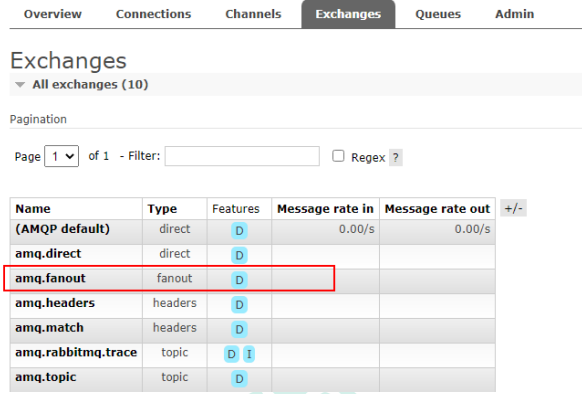 Overview Connections Channels Exchanges Queues Admin
Exchanges
All exchanges (10)
Pagination
Page 1 of 1 - Filter: Regex ?
Name Type Features Message rate in Message rate out +/-
(AMQP default) direct D 0.00/s 0.00/s
amq.direct direct D
amq.fanout fanout D
amq.headers headers D
amq.match headers D
amq.rabbitmq.trace topic D I
amq.topic topic D